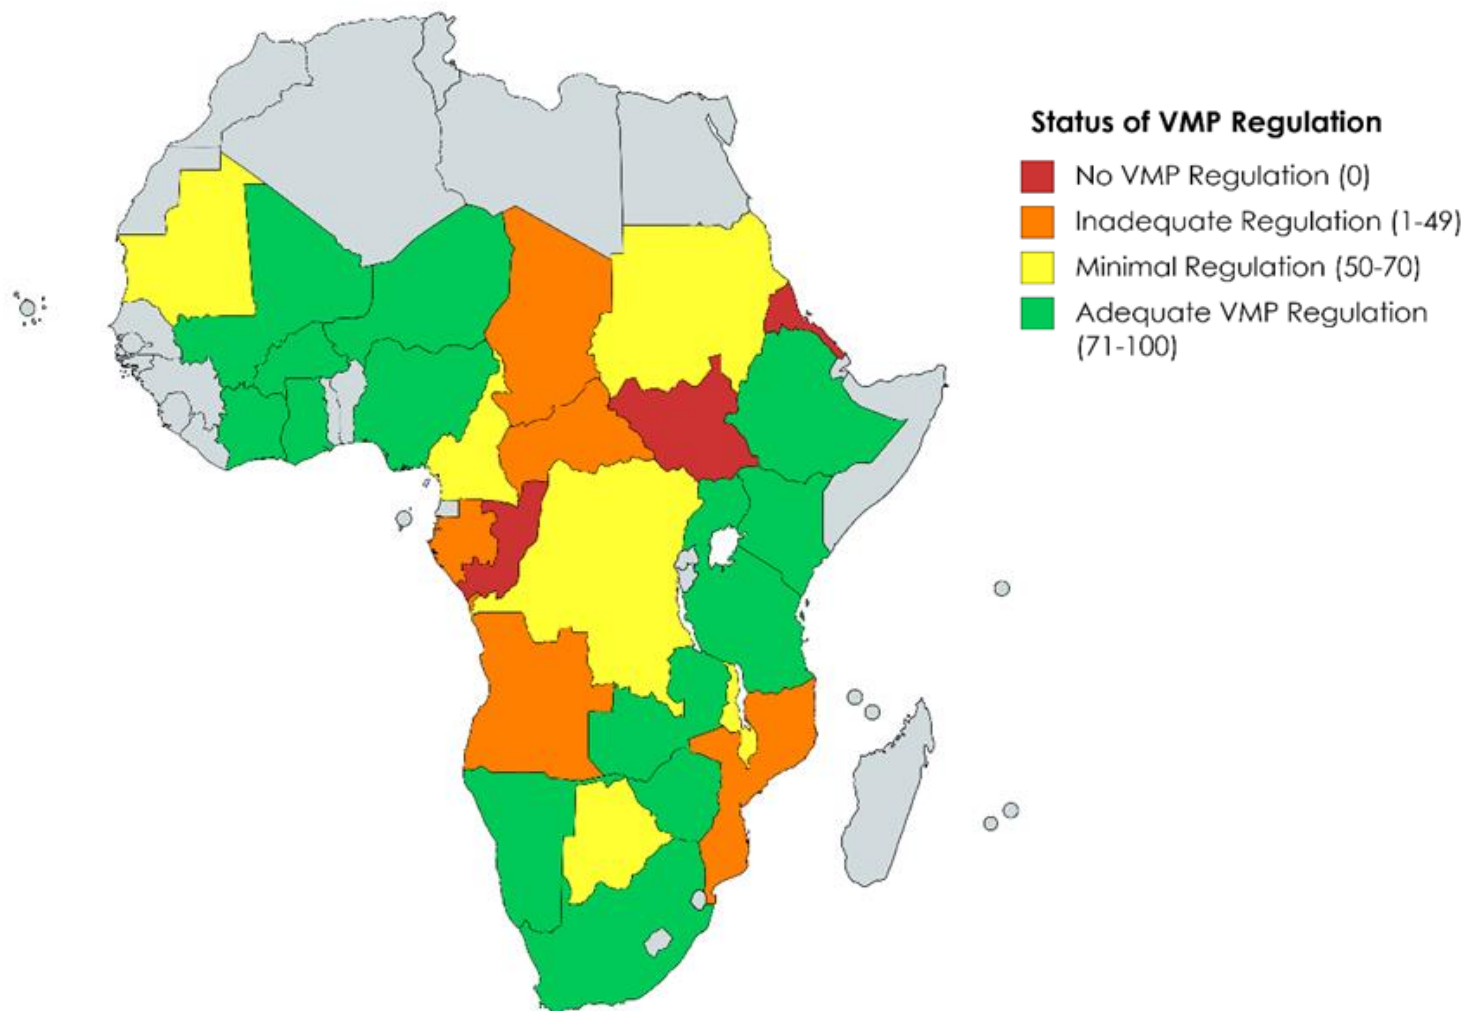 Status of VMP Regulation
No VMP Regulation (0)
Inadequate Regulation (1-49)
Minimal Regulation (50-70)
Adequate VMP Regulation
(71-100)